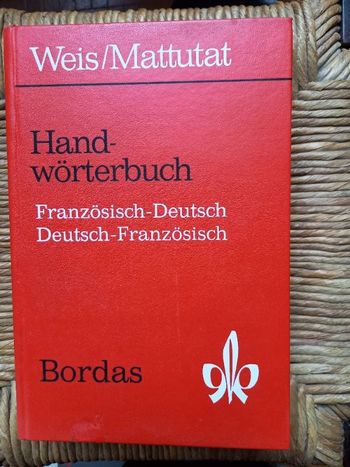 Weis/Mattutat
Hand-
wörterbuch
Französisch-Deutsch
Deutsch-Französisch
Bordas